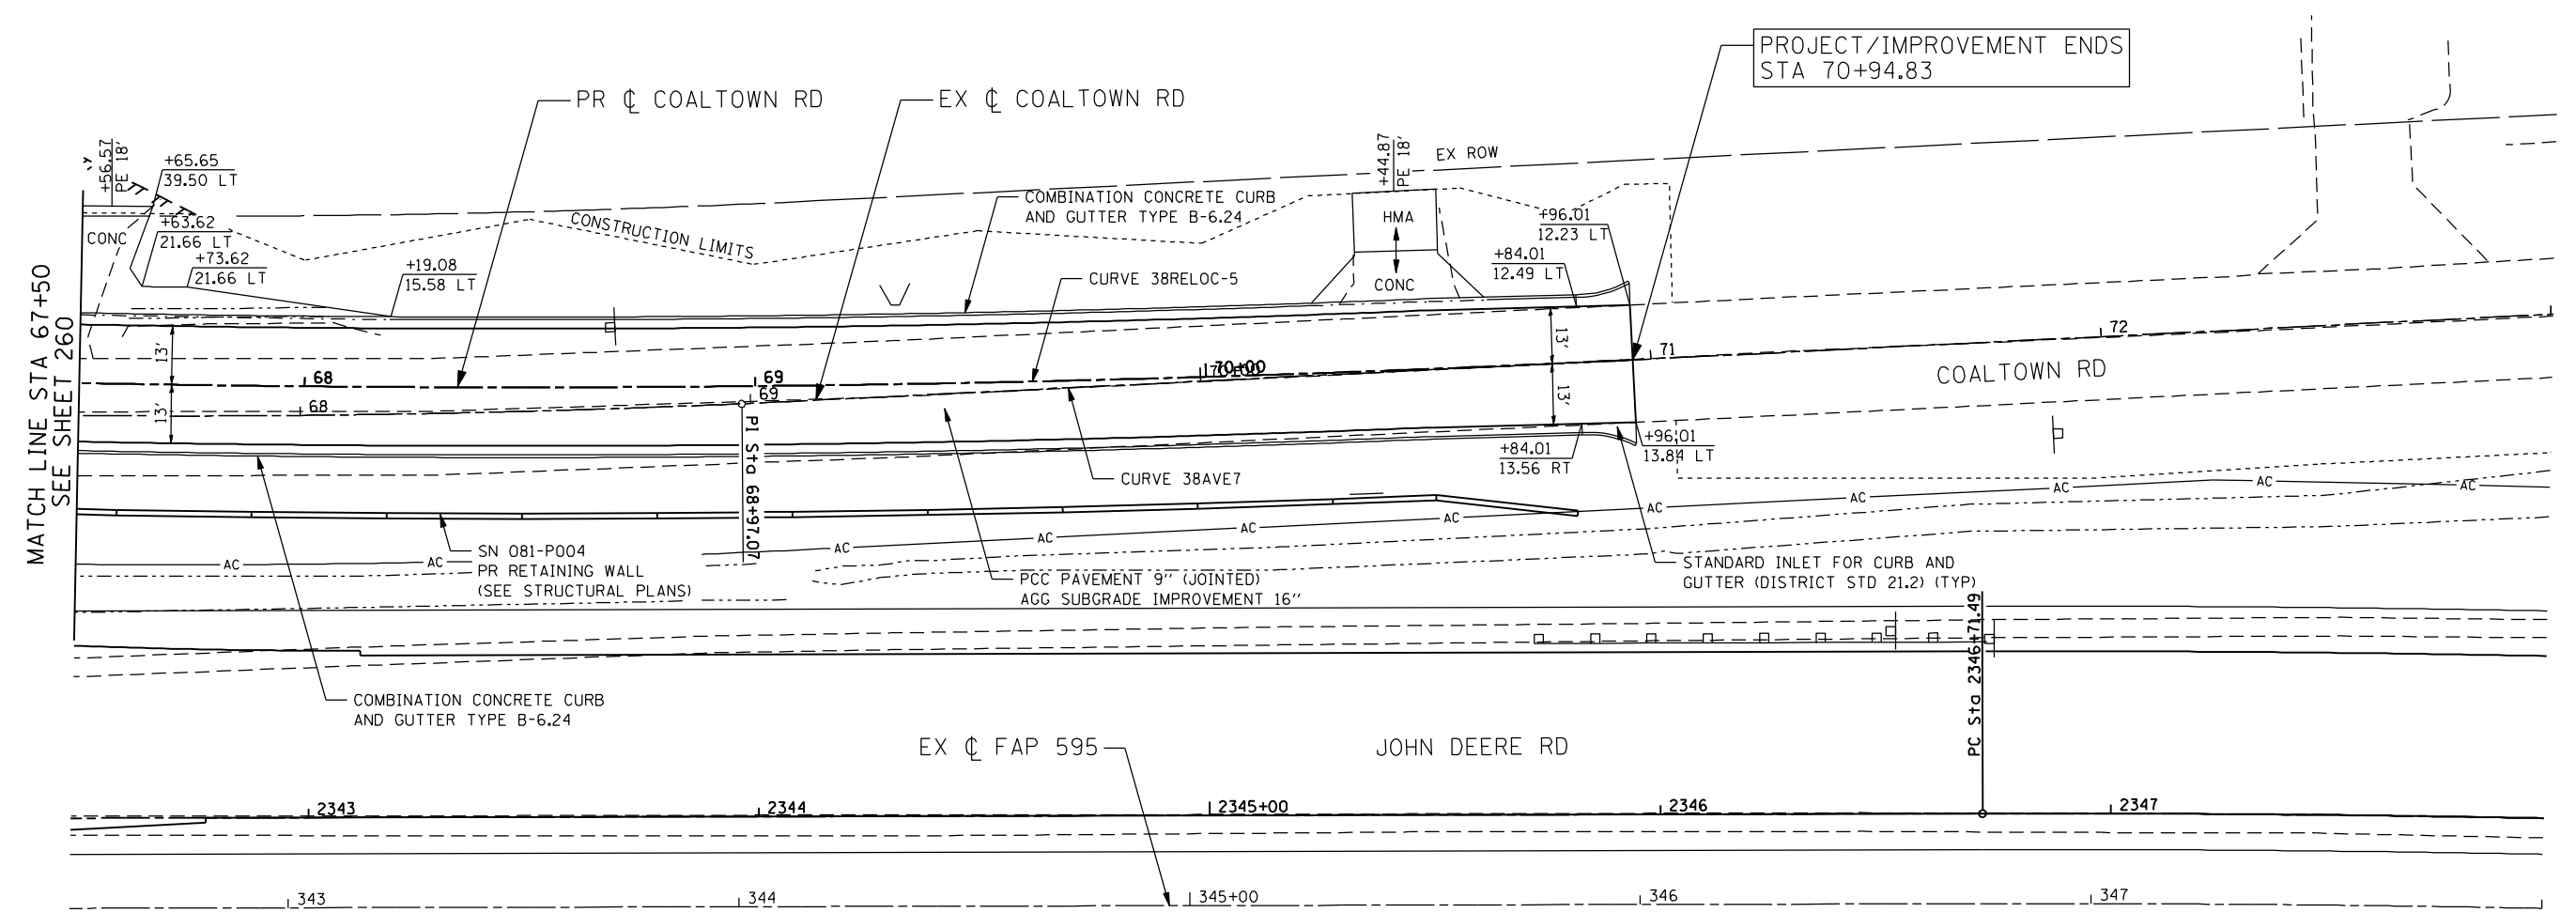 PROJECT/IMPROVEMENT ENDS
STA 70+94.83
PR ℄ COALTOWN RD
EX ℄ COALTOWN RD
+56.57
PE 18'
+65.65
39.50 LT
+63.62
21.66 LT
+73.62
21.66 LT
+19.08
15.58 LT
CONC
CONSTRUCTION LIMITS
COMBINATION CONCRETE CURB
AND GUTTER TYPE B-6.24
+44.87
PE 18'
EX ROW
HMA
CONC
+96.01
12.23 LT
+84.01
12.49 LT
CURVE 38RELOC-5
MATCH LINE STA 67+50
SEE SHEET 260
13'
13'
13'
13'
68
69
70+00
71
72
68
69
70+00
COALTOWN RD
PI Sta 68+97.07
CURVE 38AVE7
+84.01
13.56 RT
+96.01
13.84 LT
AC
AC
AC
AC
AC
AC
AC
AC
AC
AC
AC
SN 081-P004
PR RETAINING WALL
(SEE STRUCTURAL PLANS)
PCC PAVEMENT 9" (JOINTED)
AGG SUBGRADE IMPROVEMENT 16"
STANDARD INLET FOR CURB AND
GUTTER (DISTRICT STD 21.2) (TYP)
PC Sta 2346+71.49
COMBINATION CONCRETE CURB
AND GUTTER TYPE B-6.24
EX ℄ FAP 595
JOHN DEERE RD
2343
2344
2345+00
2346
2347
343
344
345+00
346
347